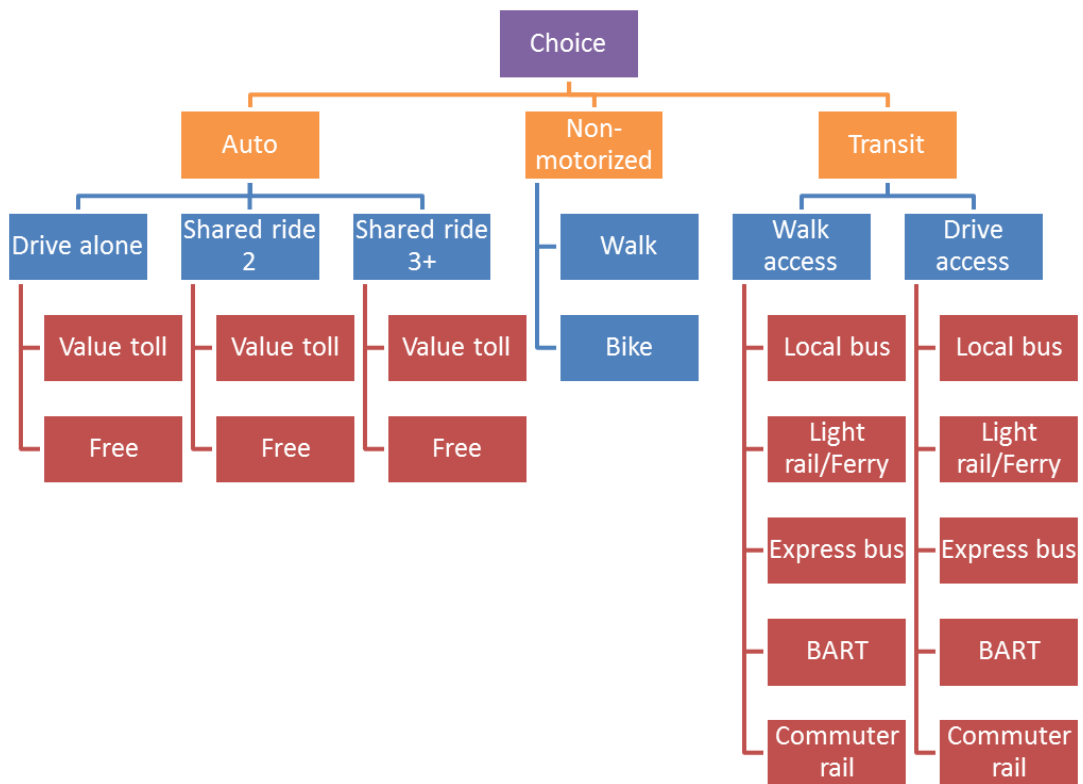 Choice
Auto
Non-
motorized
Transit
Drive alone
Shared ride
2
Shared ride
3+
Walk
Bike
Walk
access
Drive
access
Value toll
Free
Value toll
Free
Value toll
Free
Local bus
Light
rail/Ferry
Express bus
BART
Commuter
rail
Local bus
Light
rail/Ferry
Express bus
BART
Commuter
rail